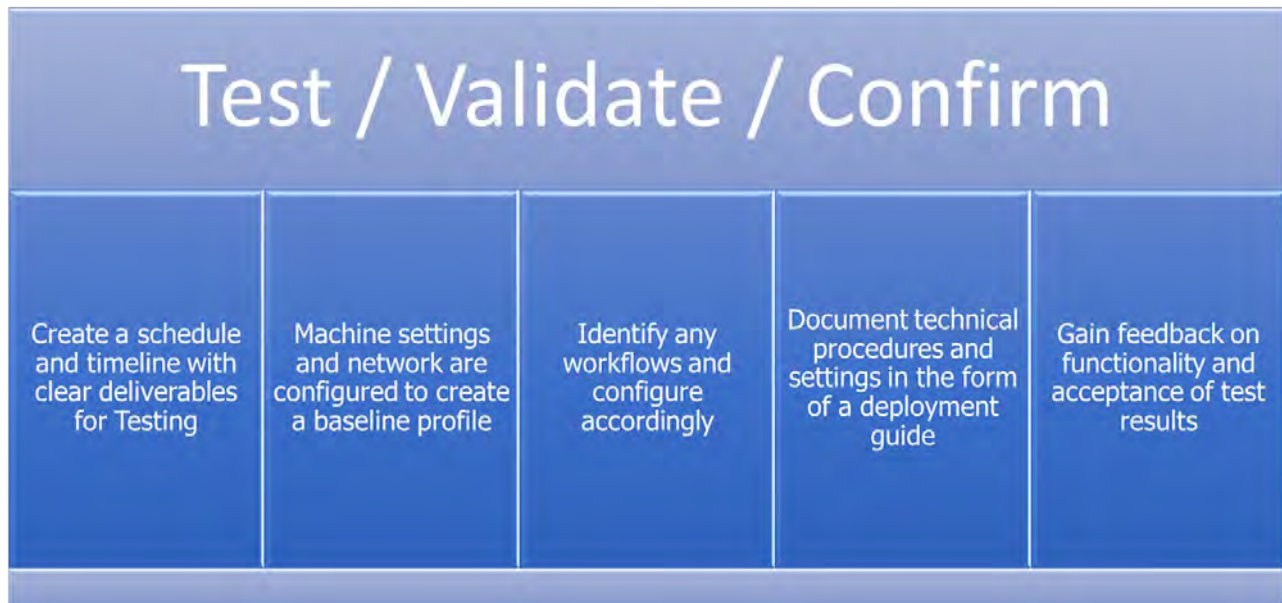 Test / Validate / Confirm
Create a schedule
and timeline with
clear deliverables
for Testing
Machine settings
and network are
configured to create
a baseline profile
Identify any
workflows and
configure
accordingly
Document technical
procedures and
settings in the form
of a deployment
guide
Gain feedback on
functionality and
acceptance of test
results